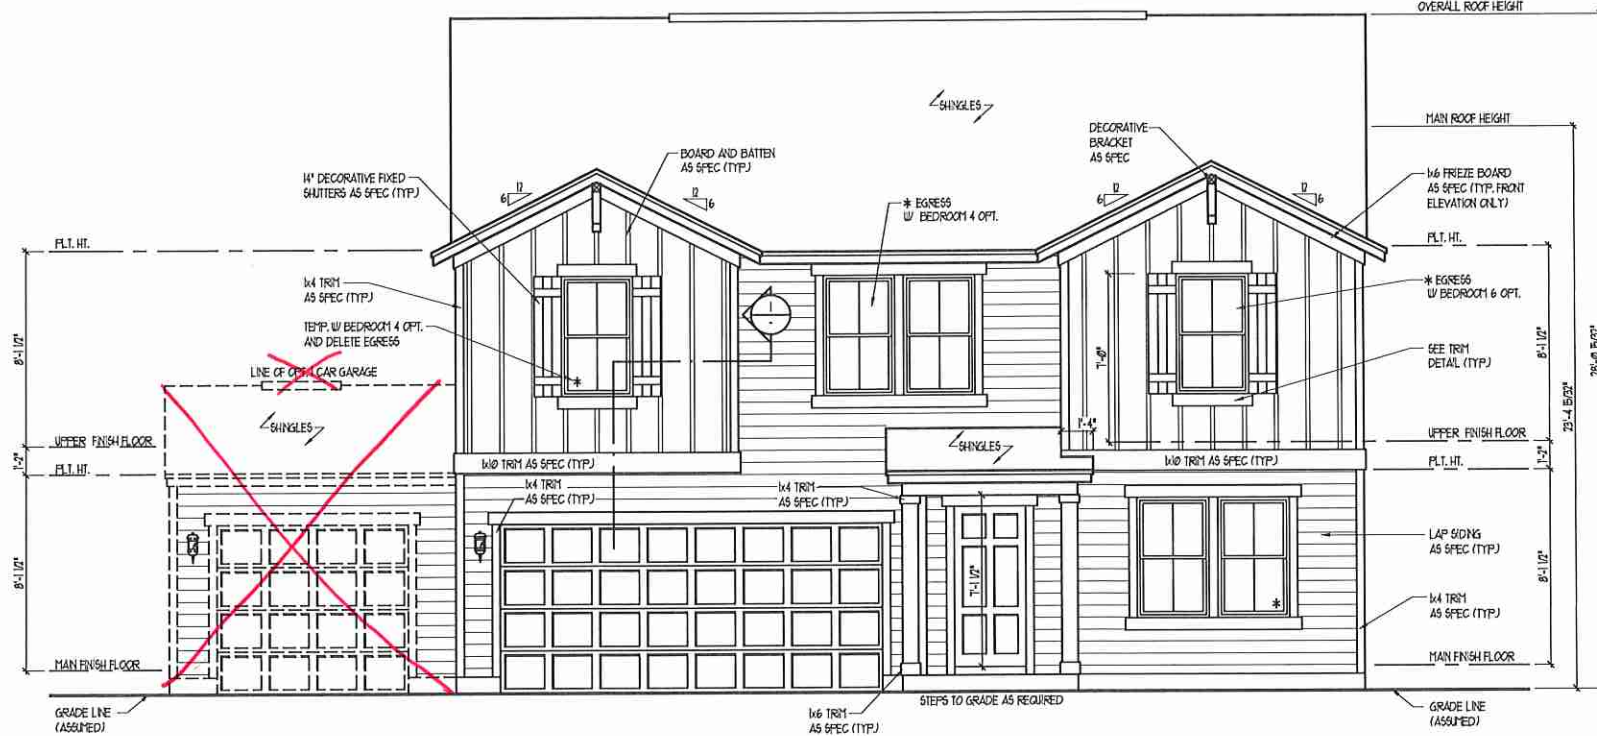 OVERALL ROOF HEIGHT
SHINGLES
MAIN ROOF HEIGHT
DECORATIVE
BRACKET
AS SPEC
BOARD AND BATTEN
AS SPEC (TYP.)
14" DECORATIVE FIXED
SHUTTERS AS SPEC (TYP.)
1x6 FRIEZE BOARD
AS SPEC (TYP. FRONT
ELEVATION ONLY)
12
6
12
6
12
6
12
6
* EGRESS
W/ BEDROOM 4 OPT.
PLT. HT.
PLT. HT.
1x4 TRIM
AS SPEC (TYP.)
* EGRESS
W/ BEDROOM 6 OPT.
TEMP. W/ BEDROOM 4 OPT.
AND DELETE EGRESS
8'-1 1/2"
7'-0"
8'-1 1/2"
SEE TRIM
DETAIL (TYP.)
*
LINE OF OPT. 1 CAR GARAGE
23'-4 15/32"
SHINGLES
1'-4"
UPPER FINISH FLOOR
SHINGLES
UPPER FINISH FLOOR
1'-2"
1'-2"
PLT. HT.
1x10 TRIM AS SPEC (TYP.)
1x10 TRIM AS SPEC (TYP.)
PLT. HT.
1x4 TRIM
AS SPEC (TYP.)
1x4 TRIM
AS SPEC (TYP.)
LAP SIDING
AS SPEC (TYP.)
8'-1 1/2"
7'-1 1/2"
8'-1 1/2"
*
1x4 TRIM
AS SPEC (TYP.)
MAIN FINISH FLOOR
MAIN FINISH FLOOR
STEPS TO GRADE AS REQUIRED
GRADE LINE
(ASSUMED)
1x6 TRIM
AS SPEC (TYP.)
GRADE LINE
(ASSUMED)